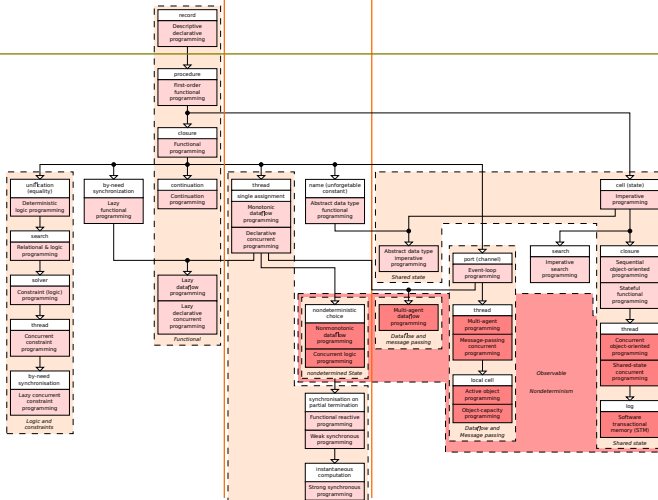 record
Descriptive
declarative
programming
procedure
First-order
functional
programming
closure
Functional
programming
unification
(equality)
Deterministic
logic programming
search
Relational & logic
programming
solver
Constraint (logic)
programming
thread
Concurrent
constraint
programming
by-need
synchronisation
Lazy concurrent
constraint
programming
Logic and
constraints
by-need
synchronization
Lazy
functional
programming
continuation
Continuation
programming
Lazy
dataflow
programming
Lazy
declarative
concurrent
programming
Functional
thread
single assignment
Monotonic
dataflow
programming
Declarative
concurrent
programming
name (unforgetable
constant)
Abstract data type
functional
programming
nondeterministic
choice
Nonmonotonic
dataflow
programming
Concurrent logic
programming
nondetermined State
synchronisation on
partial termination
Functional reactive
programming
Weak synchronous
programming
instantaneous
computation
Strong synchronous
programming
Abstract data type
imperative
programming
Shared state
Multi-agent
dataflow
programming
Dataflow and
message passing
port (channel)
Event-loop
programming
thread
Multi-agent
programming
Message-passing
concurrent
programming
local cell
Active object
programming
Object-capacity
programming
Dataflow and
Message passing
search
Imperative
search
programming
Observable
Nondeterminism
cell (state)
Imperative
programming
closure
Sequential
object-oriented
programming
Stateful
functional
programming
thread
Concurrent
object-oriented
programming
Shared-state
concurrent
programming
log
Software
transactional
memory (STM)
Shared state